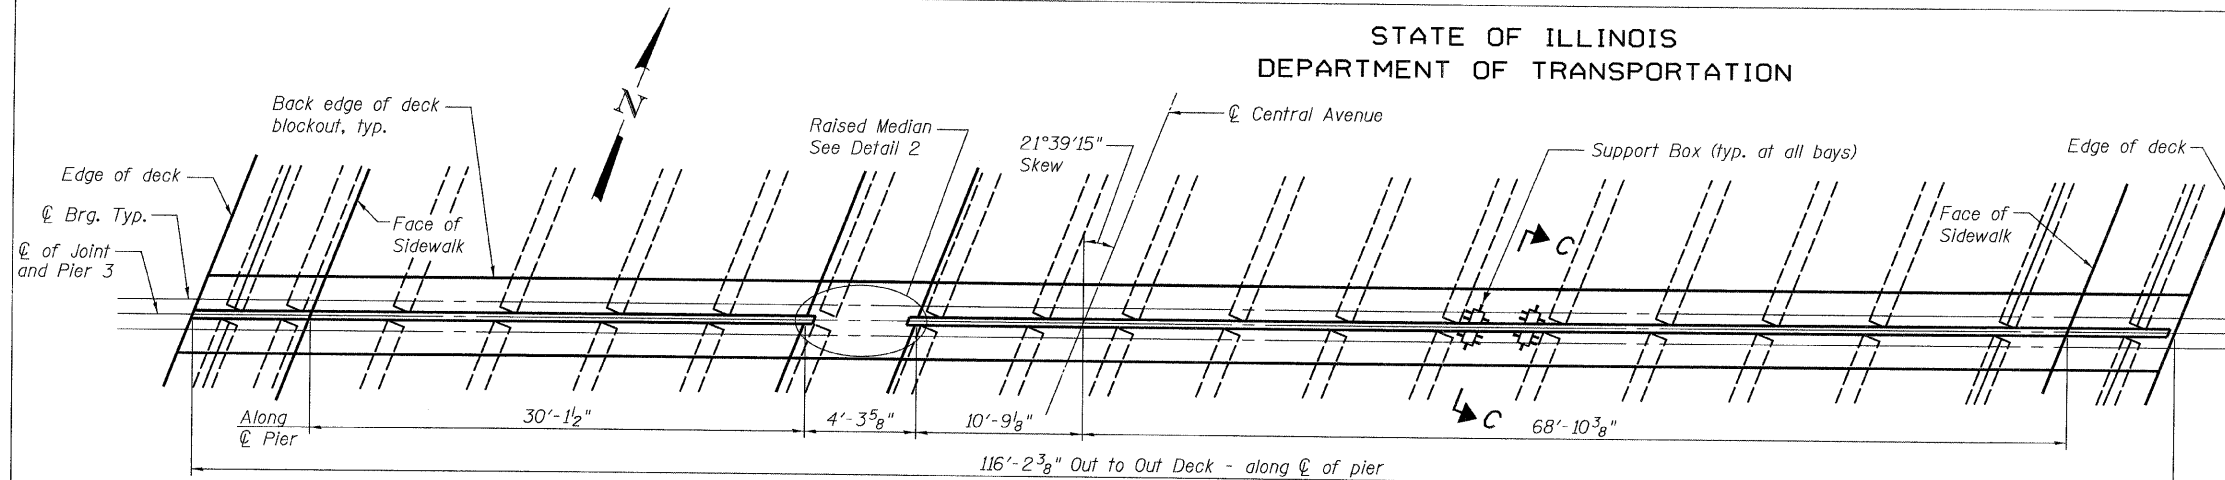 STATE OF ILLINOIS
DEPARTMENT OF TRANSPORTATION
Back edge of deck
blockout, typ.
N
Raised Median
See Detail 2
21°39'15"
Skew
℄ Central Avenue
Support Box (typ. at all bays)
Edge of deck
Edge of deck
℄ Brg. Typ.
℄ of Joint
and Pier 3
Face of
Sidewalk
Face of
Sidewalk
C
C
Along
℄ Pier
30'-1½"
4'-3⅝"
10'-9⅛"
68'-10⅜"
116'-2⅜" Out to Out Deck - along ℄ of pier